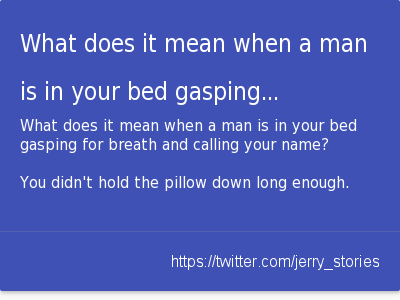 What does it mean when a man
is in your bed gasping...
What does it mean when a man is in your bed
gasping for breath and calling your name?
You didn't hold the pillow down long enough.
https://twitter.com/jerry_stories